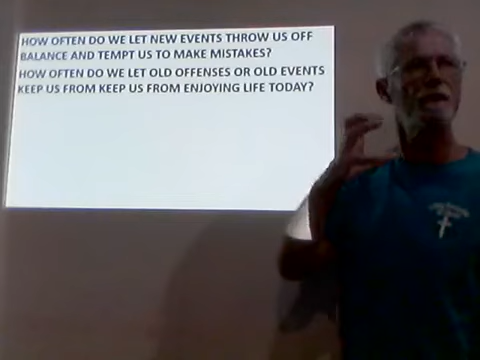 HOW OFTEN DO WE LET NEW EVENTS THROW US OFF
BALANCE AND TEMPT US TO MAKE MISTAKES?
HOW OFTEN DO WE LET OLD OFFENSES OR OLD EVENTS
KEEP US FROM KEEP US FROM ENJOYING LIFE TODAY?